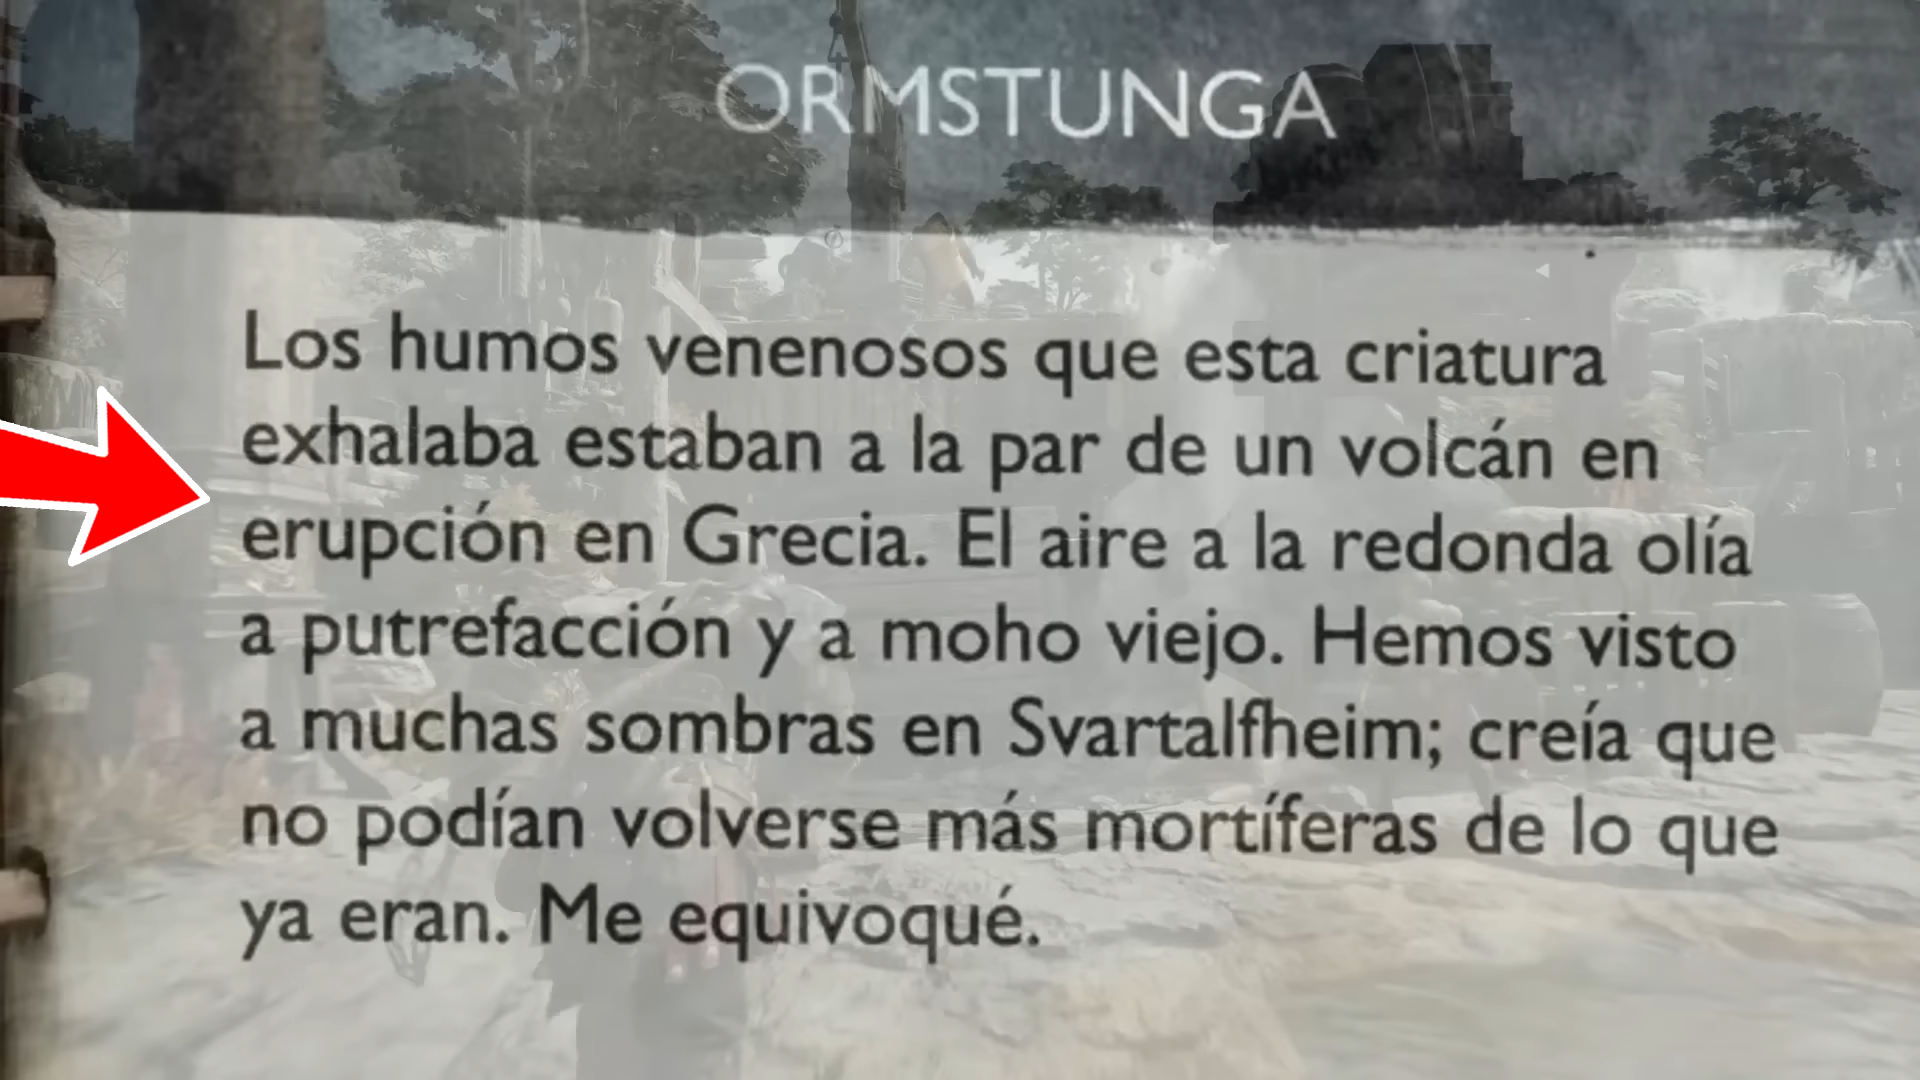 ORMSTUNGA
Los humos venenosos que esta criatura
exhalaba estaban a la par de un volcán en
erupción en Grecia. El aire a la redonda olía
a putrefacción y a moho viejo. Hemos visto
a muchas sombras en Svartalfheim; creía que
no podían volverse más mortíferas de lo que
ya eran. Me equivoqué.